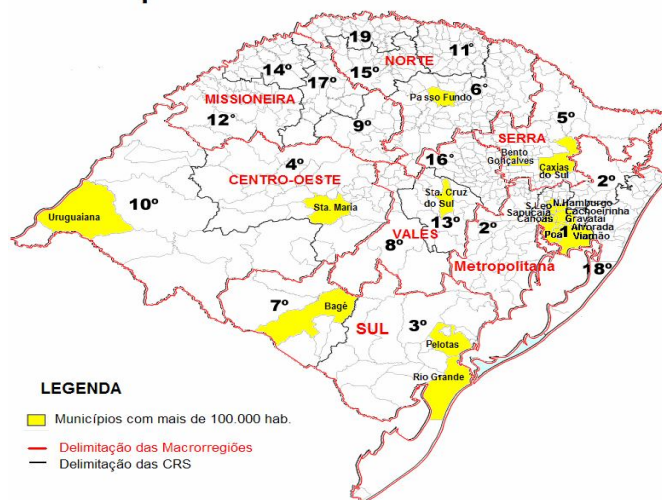 19
11°
NORTE
14º
17º
15º
6°
MISSIONEIRA
Passo Fundo
12°
9º
5º
SERRA
Bento
Gonçalves
4º
16°
Caxias
do Sul
2º
CENTRO-OESTE
10º
Sta. Maria
Sta. Cruz
do Sul
Uruguaiana
13º
2º
S.Leo
N.Hamburgo
Sapucaia
Cachoeirinha
Canoas
Gravataí
Alvorada
Poa
1
Viamão
VALES
8º
Metropolitana
18º
7º
Bagé
SUL
3º
Pelotas
Rio Grande
LEGENDA
Municípios com mais de 100.000 hab.
Delimitação das Macrorregiões
Delimitação das CRS